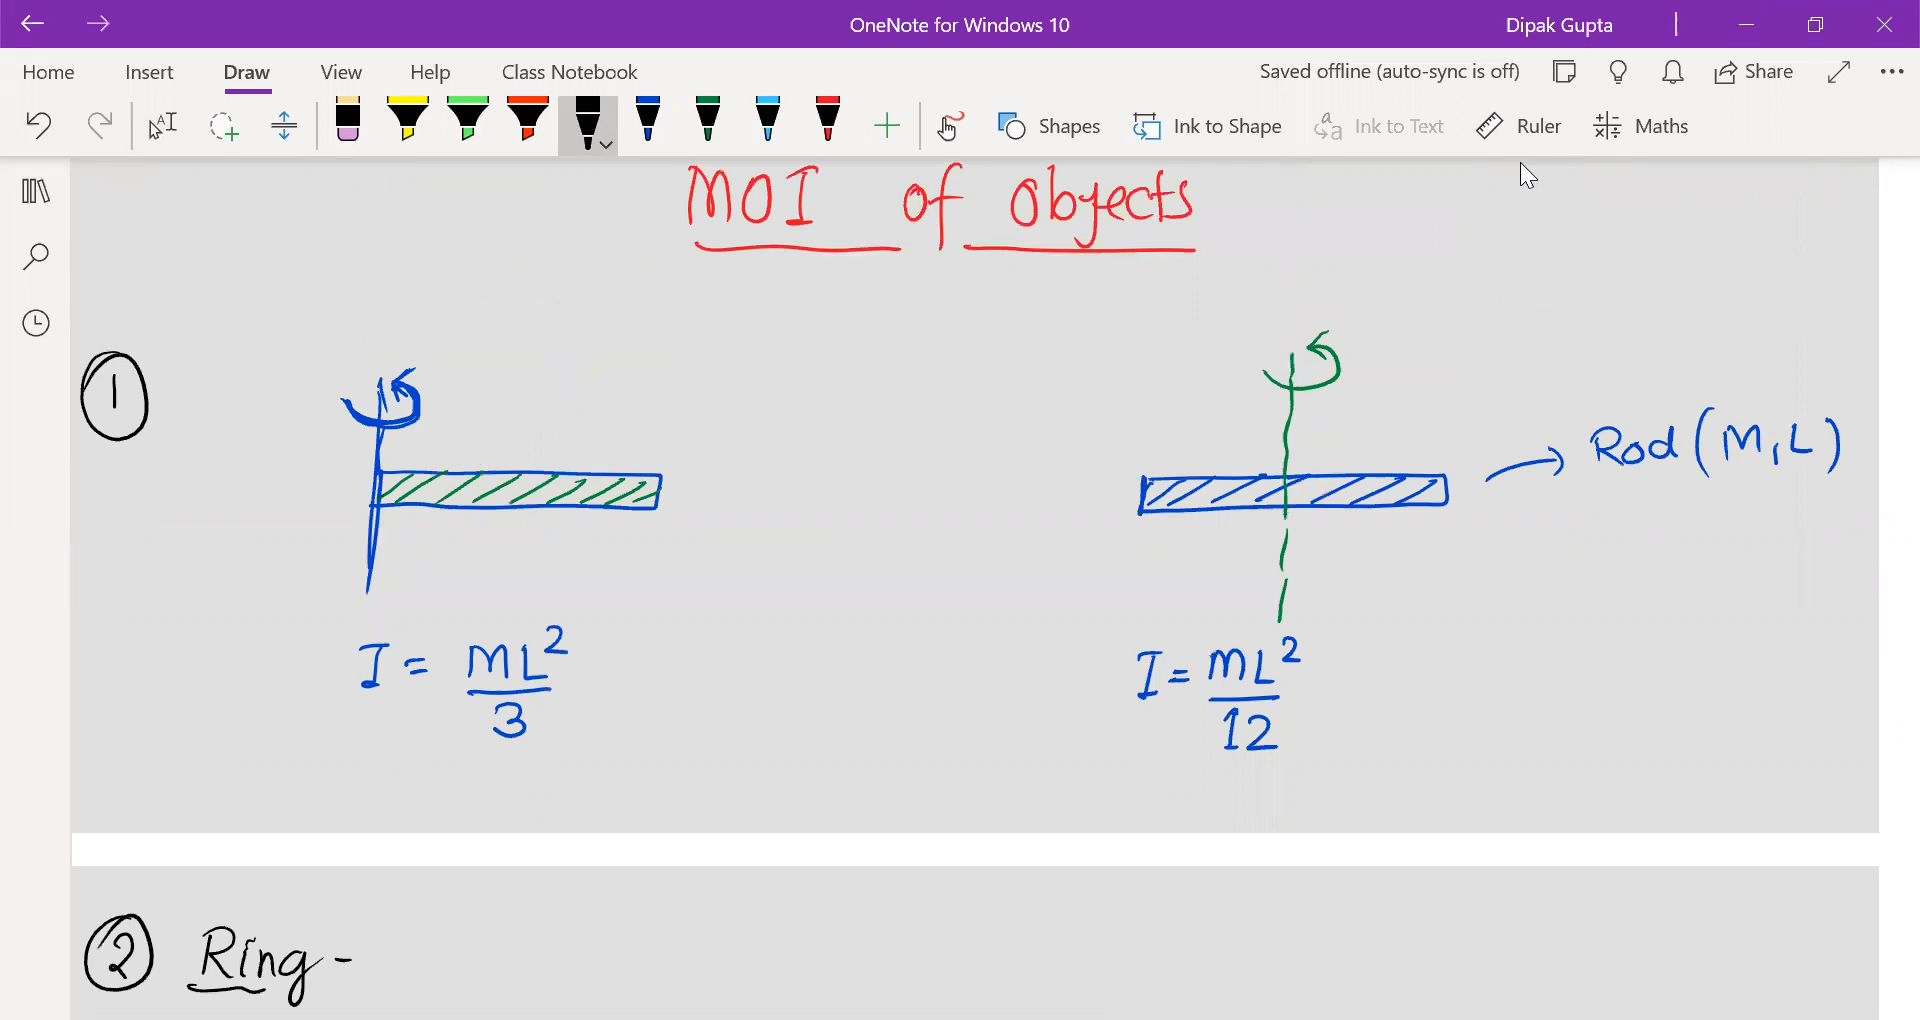 OneNote for Windows 10
Dipak Gupta
Home Insert Draw View Help Class Notebook
Saved offline (auto-sync is off)
Share
Shapes Ink to Shape Ink to Text Ruler Maths
MOI of objects
1
Rod (M, L)
I = ML²/3
I = ML²/12
2 Ring -